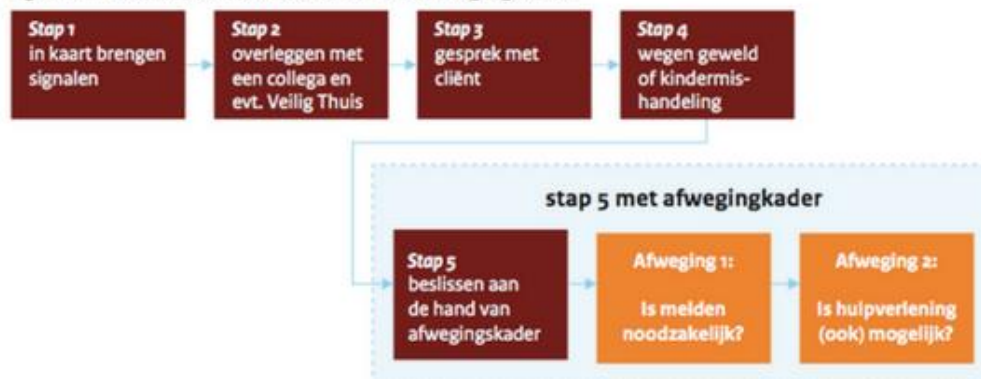 Stap 1
in kaart brengen
signalen
Stap 2
overleggen met
een collega en
evt. Veilig Thuis
Stap 3
gesprek met
cliënt
Stap 4
wegen geweld
of kindermis-
handeling
stap 5 met afwegingkader
Stap 5
beslissen aan
de hand van
afwegingskader
Afweging 1:
Is melden
noodzakelijk?
Afweging 2:
Is hulpverlening
(ook) mogelijk?